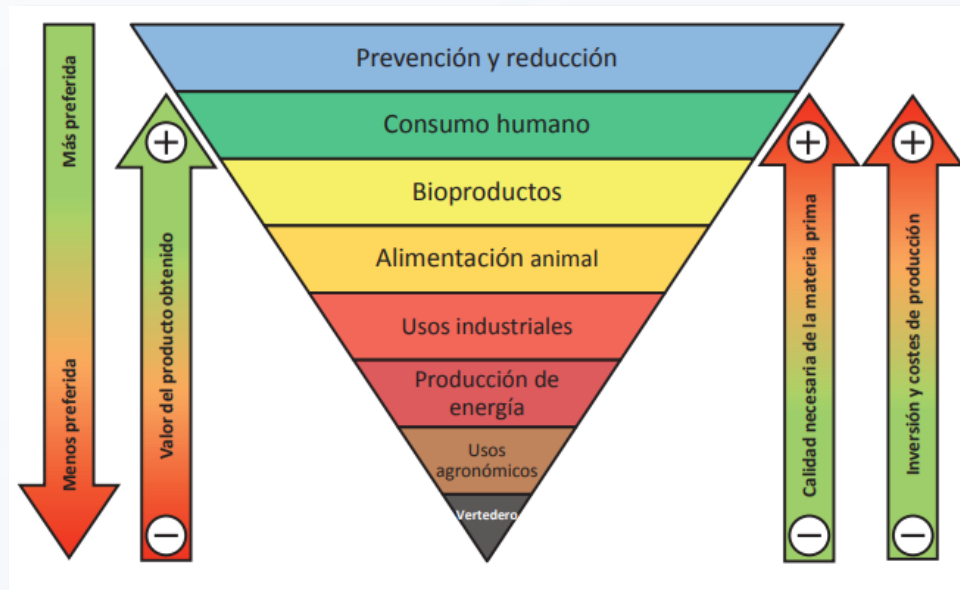 Más preferida
Menos preferida
Valor del producto obtenido
+
−
Prevención y reducción
Consumo humano
Bioproductos
Alimentación animal
Usos industriales
Producción de
energía
Usos
agronómicos
Vertedero
Calidad necesaria de la materia prima
+
−
Inversión y costes de producción
+
−